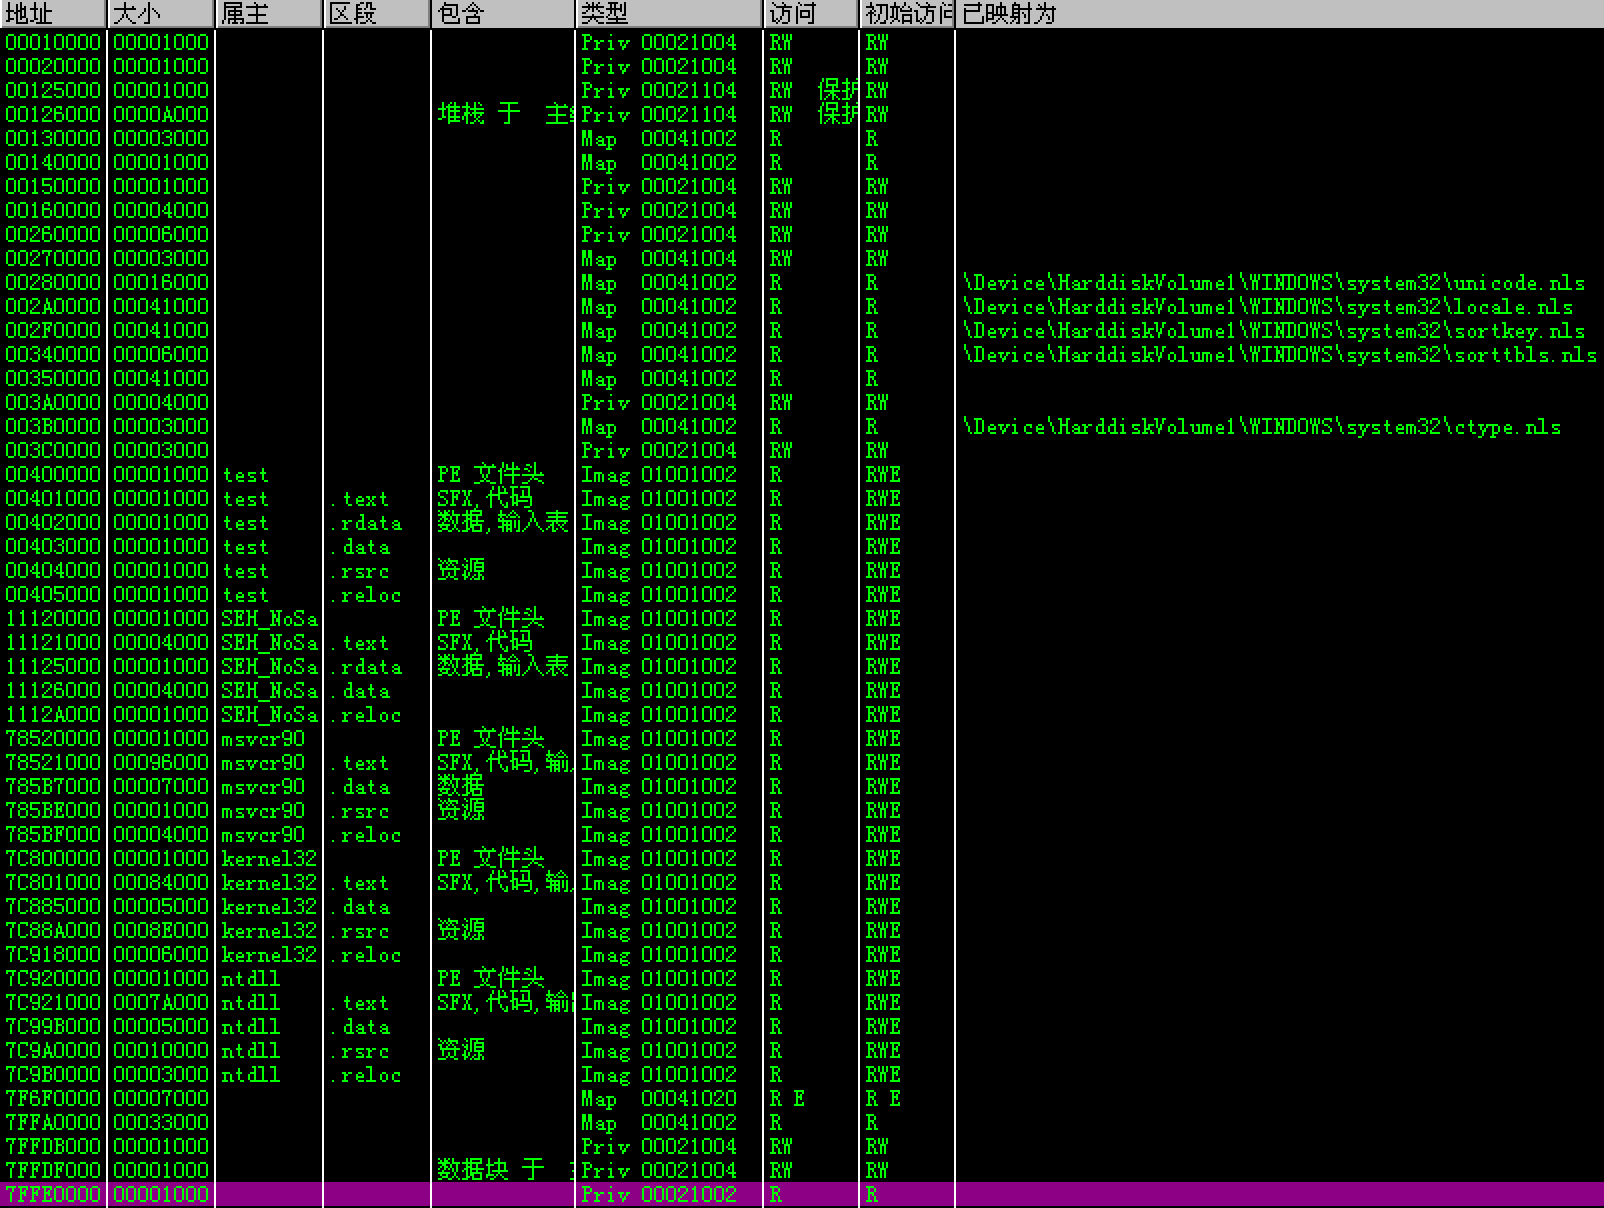 地址 大小 属主 区段 包含 类型 访问 初始访问 已映射为
00010000 00001000 Priv 00021004 RW RW
00020000 00001000 Priv 00021004 RW RW
00125000 00001000 Priv 00021104 RW 保护 RW
00126000 0000A000 堆栈 于 主 Priv 00021104 RW 保护 RW
00130000 00003000 Map 00041002 R R
00140000 00001000 Map 00041002 R R
00150000 00001000 Priv 00021004 RW RW
00160000 00004000 Priv 00021004 RW RW
00260000 00006000 Priv 00021004 RW RW
00270000 00003000 Map 00041004 RW RW
00280000 00016000 Map 00041002 R R \Device\HarddiskVolume1\WINDOWS\system32\unicode.nls
002A0000 00041000 Map 00041002 R R \Device\HarddiskVolume1\WINDOWS\system32\locale.nls
002F0000 00041000 Map 00041002 R R \Device\HarddiskVolume1\WINDOWS\system32\sortkey.nls
00340000 00006000 Map 00041002 R R \Device\HarddiskVolume1\WINDOWS\system32\sorttbls.nls
00350000 00041000 Map 00041002 R R
003A0000 00004000 Priv 00021004 RW RW
003B0000 00003000 Map 00041002 R R \Device\HarddiskVolume1\WINDOWS\system32\ctype.nls
003C0000 00003000 Priv 00021004 RW RW
00400000 00001000 test PE 文件头 Imag 01001002 R RWE
00401000 00001000 test .text SFX,代码 Imag 01001002 R RWE
00402000 00001000 test .rdata 数据,输入表 Imag 01001002 R RWE
00403000 00001000 test .data Imag 01001002 R RWE
00404000 00001000 test .rsrc 资源 Imag 01001002 R RWE
00405000 00001000 test .reloc Imag 01001002 R RWE
11120000 00001000 SEH_NoSa PE 文件头 Imag 01001002 R RWE
11121000 00004000 SEH_NoSa .text SFX,代码 Imag 01001002 R RWE
11125000 00001000 SEH_NoSa .rdata 数据,输入表 Imag 01001002 R RWE
11126000 00004000 SEH_NoSa .data Imag 01001002 R RWE
1112A000 00001000 SEH_NoSa .reloc Imag 01001002 R RWE
78520000 00001000 msvcr90 PE 文件头 Imag 01001002 R RWE
78521000 00096000 msvcr90 .text SFX,代码,输 Imag 01001002 R RWE
785B7000 00007000 msvcr90 .data 数据 Imag 01001002 R RWE
785BE000 00001000 msvcr90 .rsrc 资源 Imag 01001002 R RWE
785BF000 00004000 msvcr90 .reloc Imag 01001002 R RWE
7C800000 00001000 kernel32 PE 文件头 Imag 01001002 R RWE
7C801000 00084000 kernel32 .text SFX,代码,输 Imag 01001002 R RWE
7C885000 00005000 kernel32 .data Imag 01001002 R RWE
7C88A000 0008E000 kernel32 .rsrc 资源 Imag 01001002 R RWE
7C918000 00006000 kernel32 .reloc Imag 01001002 R RWE
7C920000 00001000 ntdll PE 文件头 Imag 01001002 R RWE
7C921000 0007A000 ntdll .text SFX,代码,输 Imag 01001002 R RWE
7C99B000 00005000 ntdll .data Imag 01001002 R RWE
7C9A0000 00010000 ntdll .rsrc 资源 Imag 01001002 R RWE
7C9B0000 00003000 ntdll .reloc Imag 01001002 R RWE
7F6F0000 00007000 Map 00041020 R E R E
7FFA0000 00033000 Map 00041002 R R
7FFDB000 00001000 Priv 00021004 RW RW
7FFDF000 00001000 数据块 于 Priv 00021004 RW RW
7FFE0000 00001000 Priv 00021002 R R